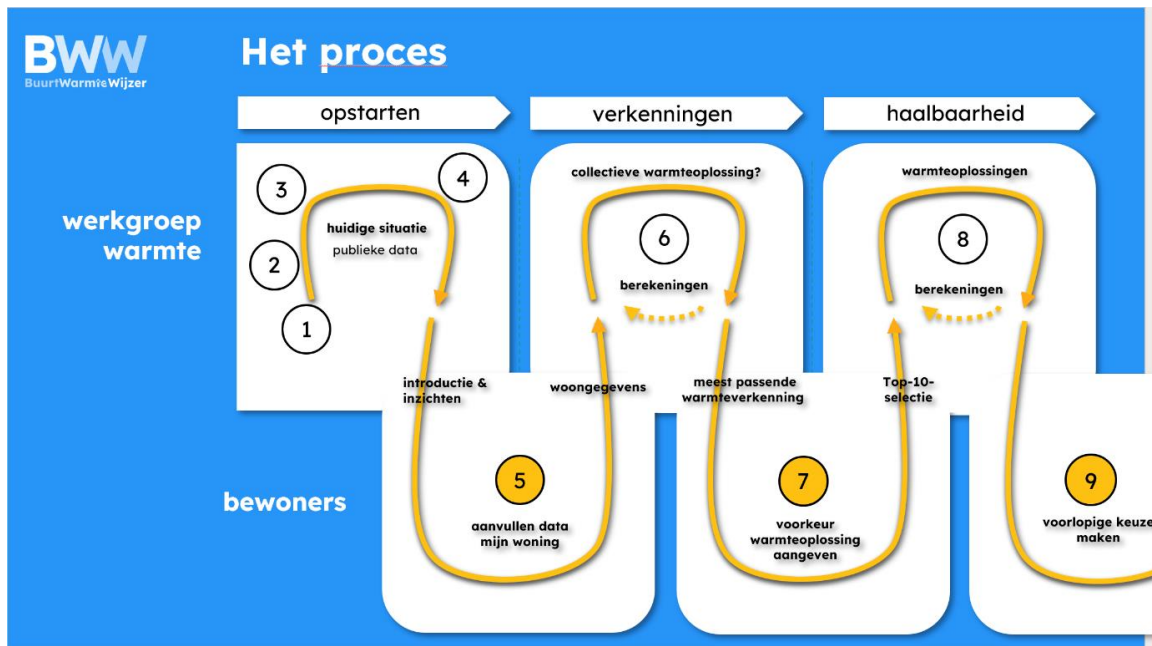 BWW
BuurtWarmteWijzer
Het proces
opstarten
verkenningen
haalbaarheid
werkgroep
warmte
1
2
3
4
huidige situatie
publieke data
collectieve warmteoplossing?
6
berekeningen
warmteoplossingen
8
berekeningen
introductie &
inzichten
woongegevens
meest passende
warmteverkenning
Top-10-
selectie
bewoners
5
aanvullen data
mijn woning
7
voorkeur
warmteoplossing
aangeven
9
voorlopige keuze
maken